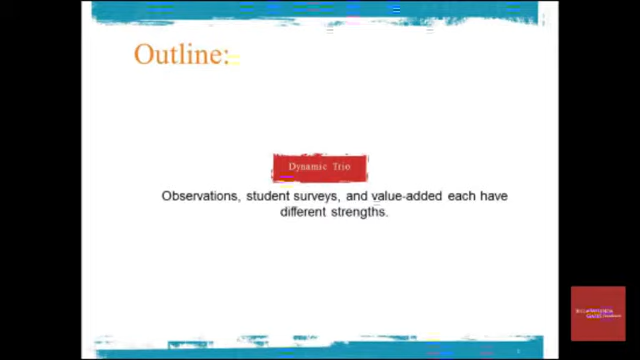 Outline:
Dynamic Trio
Observations, student surveys, and value-added each have
different strengths.